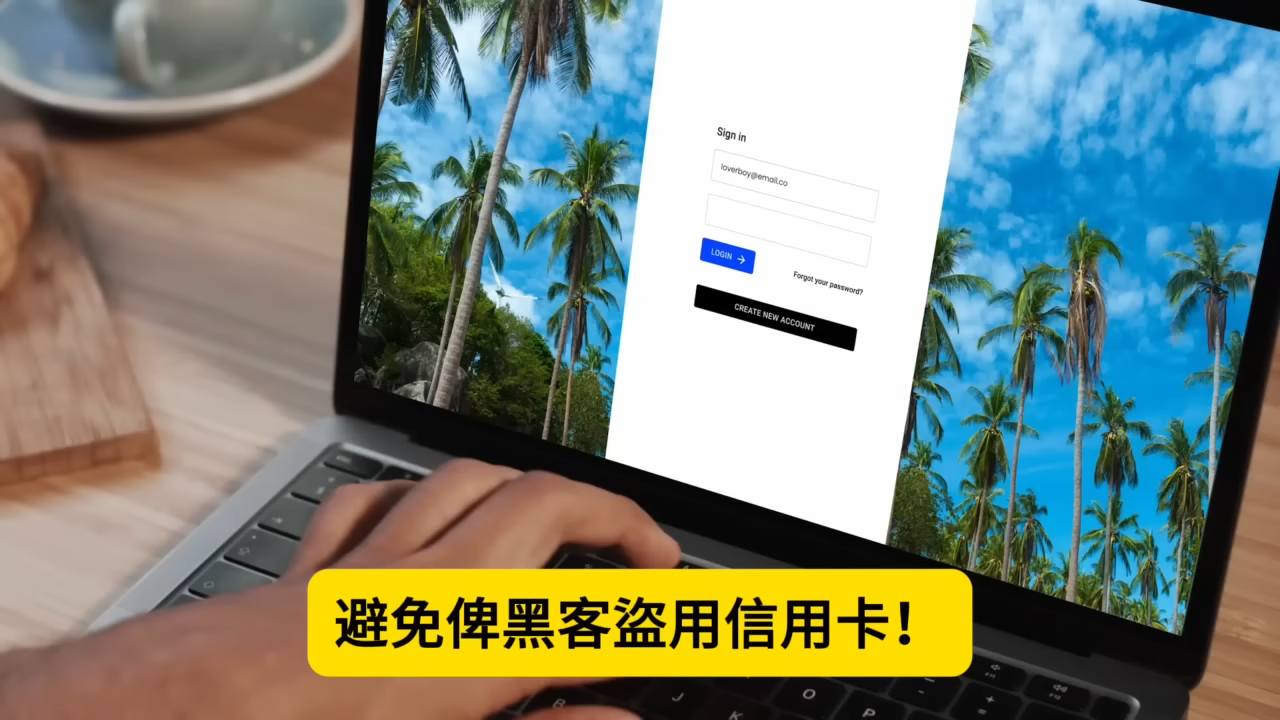 Sign in
loverboy@email.co
LOGIN →
Forgot your password?
CREATE NEW ACCOUNT
避免俾黑客盜用信用卡！
esc
O
P
B
J
K